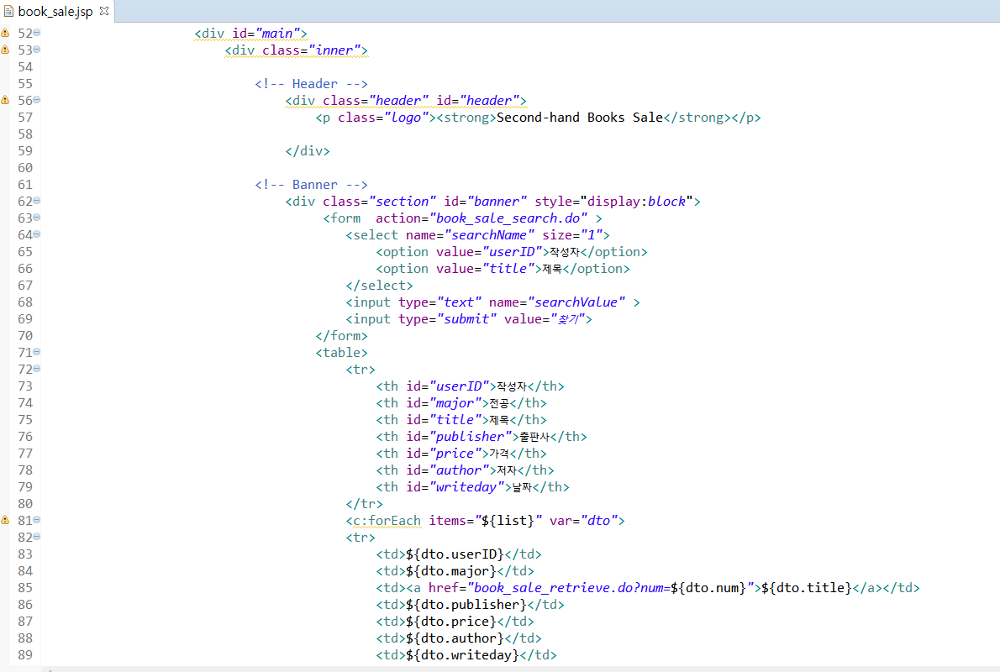 book_sale.jsp
52 <div id="main">
53 <div class="inner">
54
55 <!-- Header -->
56 <div class="header" id="header">
57 <p class="logo"><strong>Second-hand Books Sale</strong></p>
58
59 </div>
60
61 <!-- Banner -->
62 <div class="section" id="banner" style="display:block">
63 <form  action="book_sale_search.do" >
64 <select name="searchName" size="1">
65 <option value="userID">작성자</option>
66 <option value="title">제목</option>
67 </select>
68 <input type="text" name="searchValue" >
69 <input type="submit" value="찾기">
70 </form>
71 <table>
72 <tr>
73 <th id="userID">작성자</th>
74 <th id="major">전공</th>
75 <th id="title">제목</th>
76 <th id="publisher">출판사</th>
77 <th id="price">가격</th>
78 <th id="author">저자</th>
79 <th id="writeday">날짜</th>
80 </tr>
81 <c:forEach items="${list}" var="dto">
82 <tr>
83 <td>${dto.userID}</td>
84 <td>${dto.major}</td>
85 <td><a href="book_sale_retrieve.do?num=${dto.num}">${dto.title}</a></td>
86 <td>${dto.publisher}</td>
87 <td>${dto.price}</td>
88 <td>${dto.author}</td>
89 <td>${dto.writeday}</td>